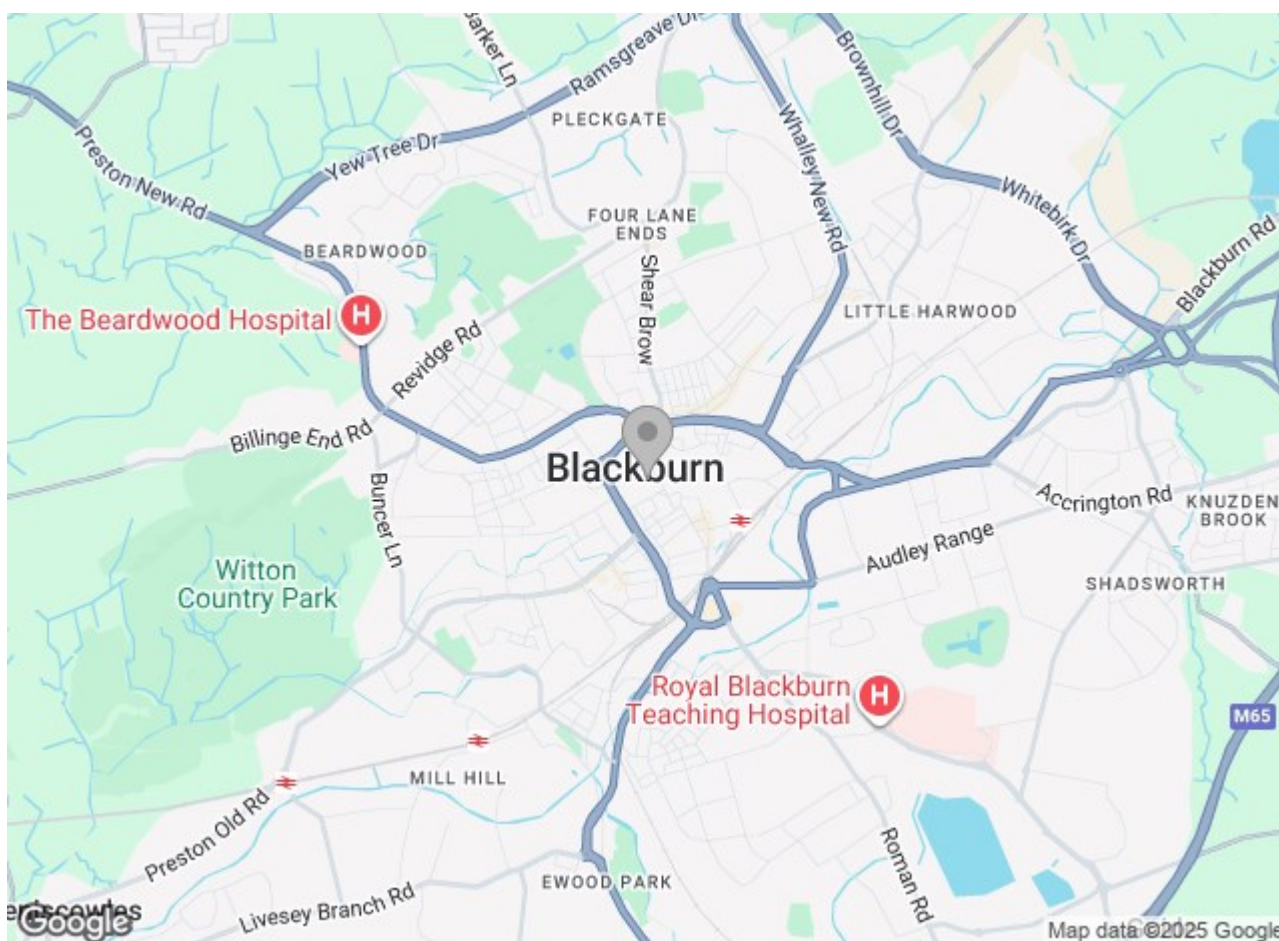 Barker Ln
Ramsgreave Dr
Brownhill Dr
PLECKGATE
Whalley New Rd
Yew Tree Dr
Preston New Rd
Whitebirk Dr
FOUR LANE
ENDS
BEARDWOOD
Blackburn Rd
Shear Brow
The Beardwood Hospital
H
LITTLE HARWOOD
Revidge Rd
Billinge End Rd
Blackburn
Buncer Ln
Accrington Rd
KNUZDEN
BROOK
Audley Range
Witton
Country Park
SHADSWORTH
Royal Blackburn
Teaching Hospital
H
M65
MILL HILL
Preston Old Rd
Roman Rd
EWOOD PARK
Livesey Branch Rd
Google
Map data ©2025 Google